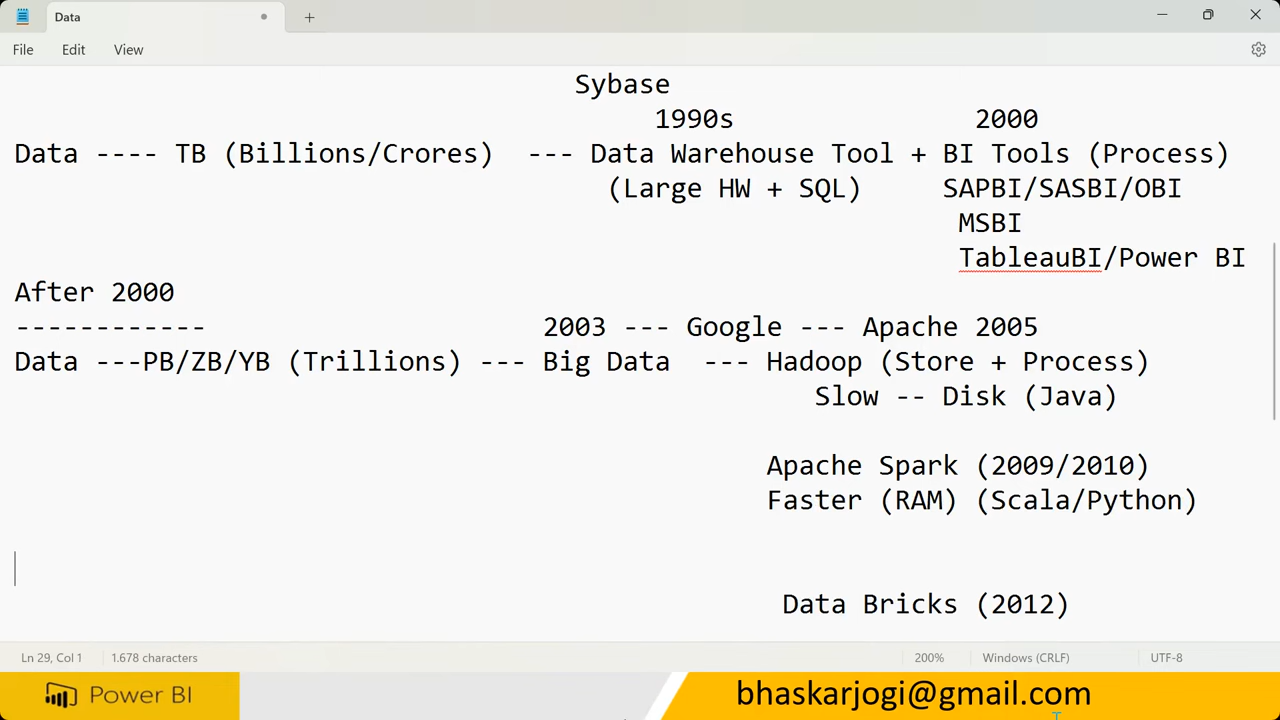 Data
File Edit View
Sybase
1990s 2000
Data ---- TB (Billions/Crores) --- Data Warehouse Tool + BI Tools (Process)
(Large HW + SQL) SAPBI/SASBI/OBI
MSBI
TableauBI/Power BI
After 2000
------------ 2003 --- Google --- Apache 2005
Data ---PB/ZB/YB (Trillions) --- Big Data --- Hadoop (Store + Process)
Slow -- Disk (Java)
Apache Spark (2009/2010)
Faster (RAM) (Scala/Python)
Data Bricks (2012)
Ln 29, Col 1 1.678 characters 200% Windows (CRLF) UTF-8
Power BI bhaskarjogi@gmail.com